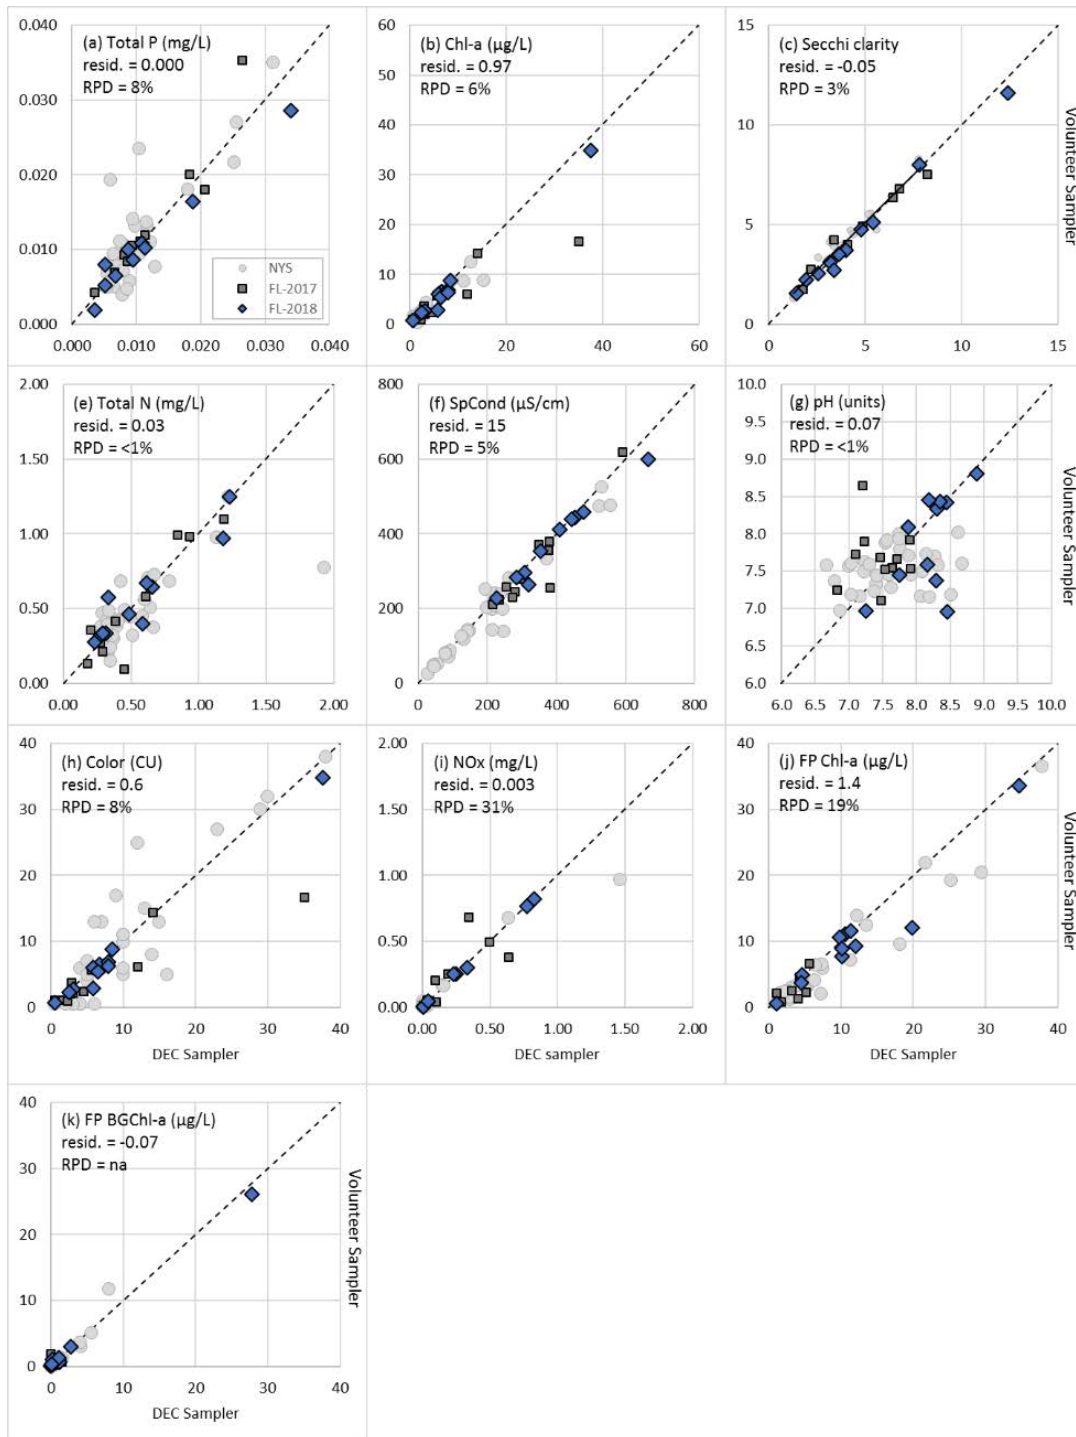 (a) Total P (mg/L)
resid. = 0.000
RPD = 8%
0.040
0.030
0.020
0.010
0.000
0.000 0.010 0.020 0.030 0.040
NYS
FL-2017
FL-2018
(b) Chl-a (µg/L)
resid. = 0.97
RPD = 6%
60
50
40
30
20
10
0
0 20 40 60
(c) Secchi clarity
resid. = -0.05
RPD = 3%
15
10
5
0
0 5 10 15
Volunteer Sampler
(e) Total N (mg/L)
resid. = 0.03
RPD = <1%
2.00
1.50
1.00
0.50
0.00
0.00 0.50 1.00 1.50 2.00
(f) SpCond (µS/cm)
resid. = 15
RPD = 5%
800
600
400
200
0
0 200 400 600 800
(g) pH (units)
resid. = 0.07
RPD = <1%
10.0
9.5
9.0
8.5
8.0
7.5
7.0
6.5
6.0
6.0 6.5 7.0 7.5 8.0 8.5 9.0 9.5 10.0
Volunteer Sampler
(h) Color (CU)
resid. = 0.6
RPD = 8%
40
30
20
10
0
0 10 20 30 40
DEC Sampler
(i) NOx (mg/L)
resid. = 0.003
RPD = 31%
2.00
1.50
1.00
0.50
0.00
0.00 0.50 1.00 1.50 2.00
DEC sampler
(j) FP Chl-a (µg/L)
resid. = 1.4
RPD = 19%
40
30
20
10
0
0 10 20 30 40
DEC Sampler
Volunteer Sampler
(k) FP BGChl-a (µg/L)
resid. = -0.07
RPD = na
40
30
20
10
0
0 10 20 30 40
DEC Sampler
Volunteer Sampler